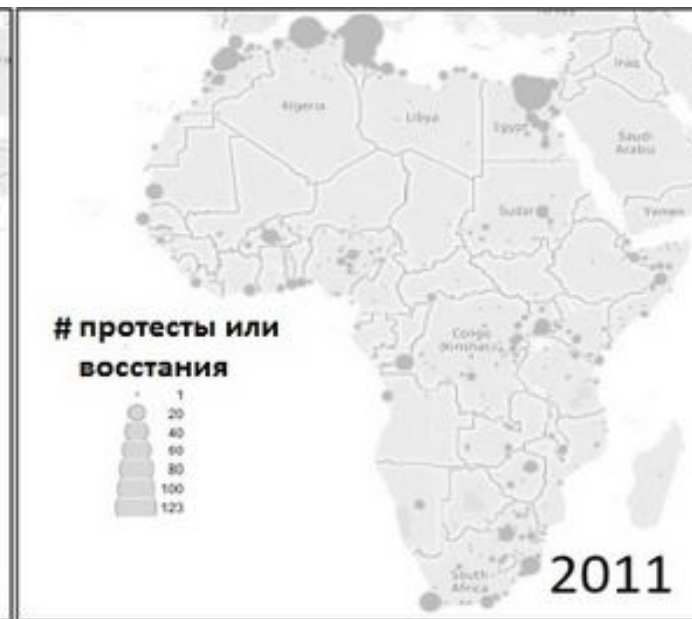 Iraq
Algeria
Libya
Egypt
Saudi
Arabia
Sudan
Yemen
# протесты или
восстания
Congo
(Kinshasa)
1
20
40
60
80
100
123
South
Africa
2011